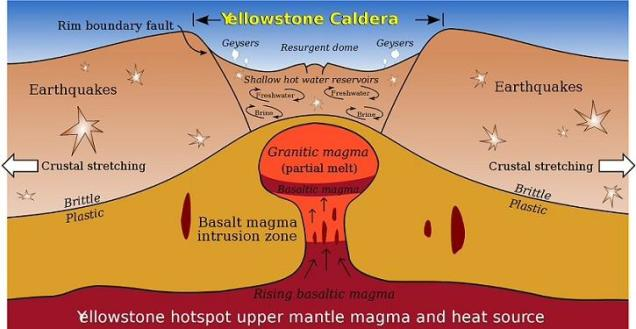 Yellowstone Caldera
Rim boundary fault
Geysers
Resurgent dome
Geysers
Shallow hot water reservoirs
Freshwater
Freshwater
Brine
Brine
Earthquakes
Earthquakes
Crustal stretching
Crustal stretching
Granitic magma
(partial melt)
Basaltic magma
Brittle
Plastic
Brittle
Plastic
Basalt magma
intrusion zone
Rising basaltic magma
Yellowstone hotspot upper mantle magma and heat source